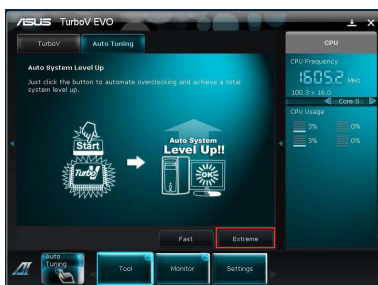 ASUS TurboV EVO
TurboV
Auto Tuning
CPU
Auto System Level Up
Just click the button to automate overclocking and achieve a total
system level up.
CPU Frequency
1605.2 MHz
100.3 x 16.0
Core 0
CPU Usage
3%
0%
3%
0%
Start
Turbo
Auto System
Level Up!!
OK
Fast
Extreme
Auto
Tuning
Tool
Monitor
Settings